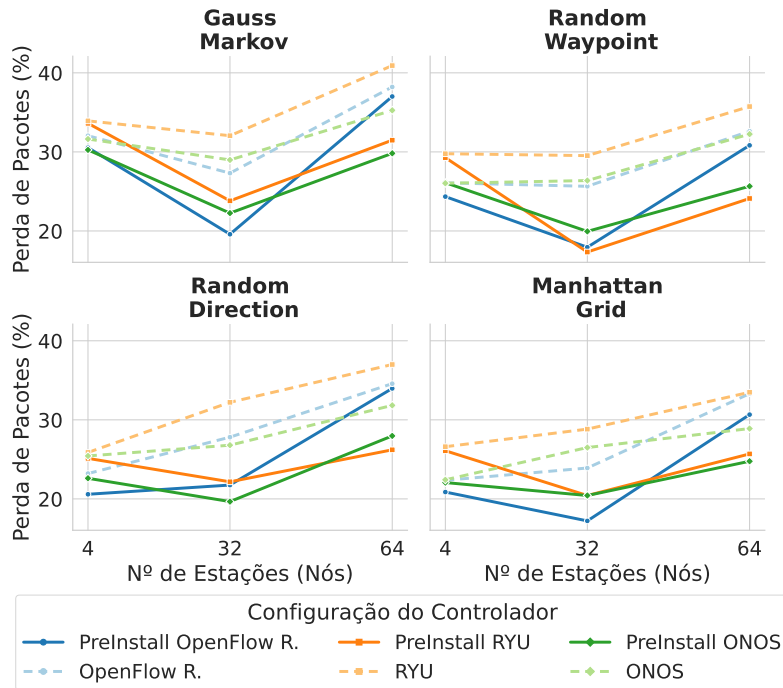 Gauss
Markov
Random
Waypoint
Perda de Pacotes (%)
40
30
20
Random
Direction
Manhattan
Grid
Perda de Pacotes (%)
40
30
20
4 32 64
4 32 64
Nº de Estações (Nós)
Nº de Estações (Nós)
Configuração do Controlador
PreInstall OpenFlow R. PreInstall RYU PreInstall ONOS
OpenFlow R. RYU ONOS